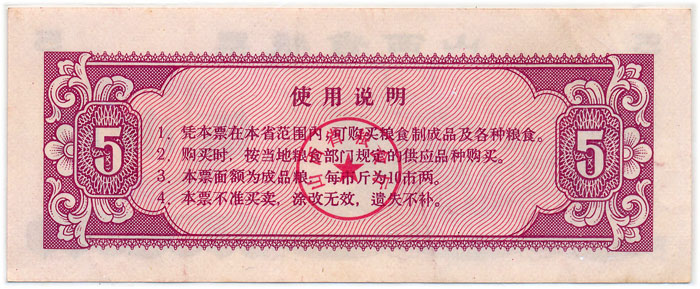 使用说明
5
5
1. 凭本票在本省范围内，可购买粮食制成品及各种粮食。
2. 购买时，按当地粮食部门规定的供应品种购买。
3. 本票面额为成品粮，每市斤为10市两。
4. 本票不准买卖，涂改无效，遗失不补。